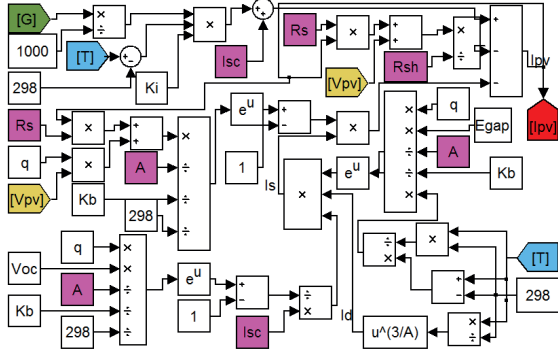 [G]
1000
[T]
298
Ki
Isc
Rs
[Vpv]
Rsh
Ipv
[Ipv]
Rs
q
[Vpv]
Kb
A
298
e^u
1
Is
e^u
q
Egap
A
Kb
q
Voc
A
Kb
298
e^u
1
Isc
Id
u^(3/A)
[T]
298